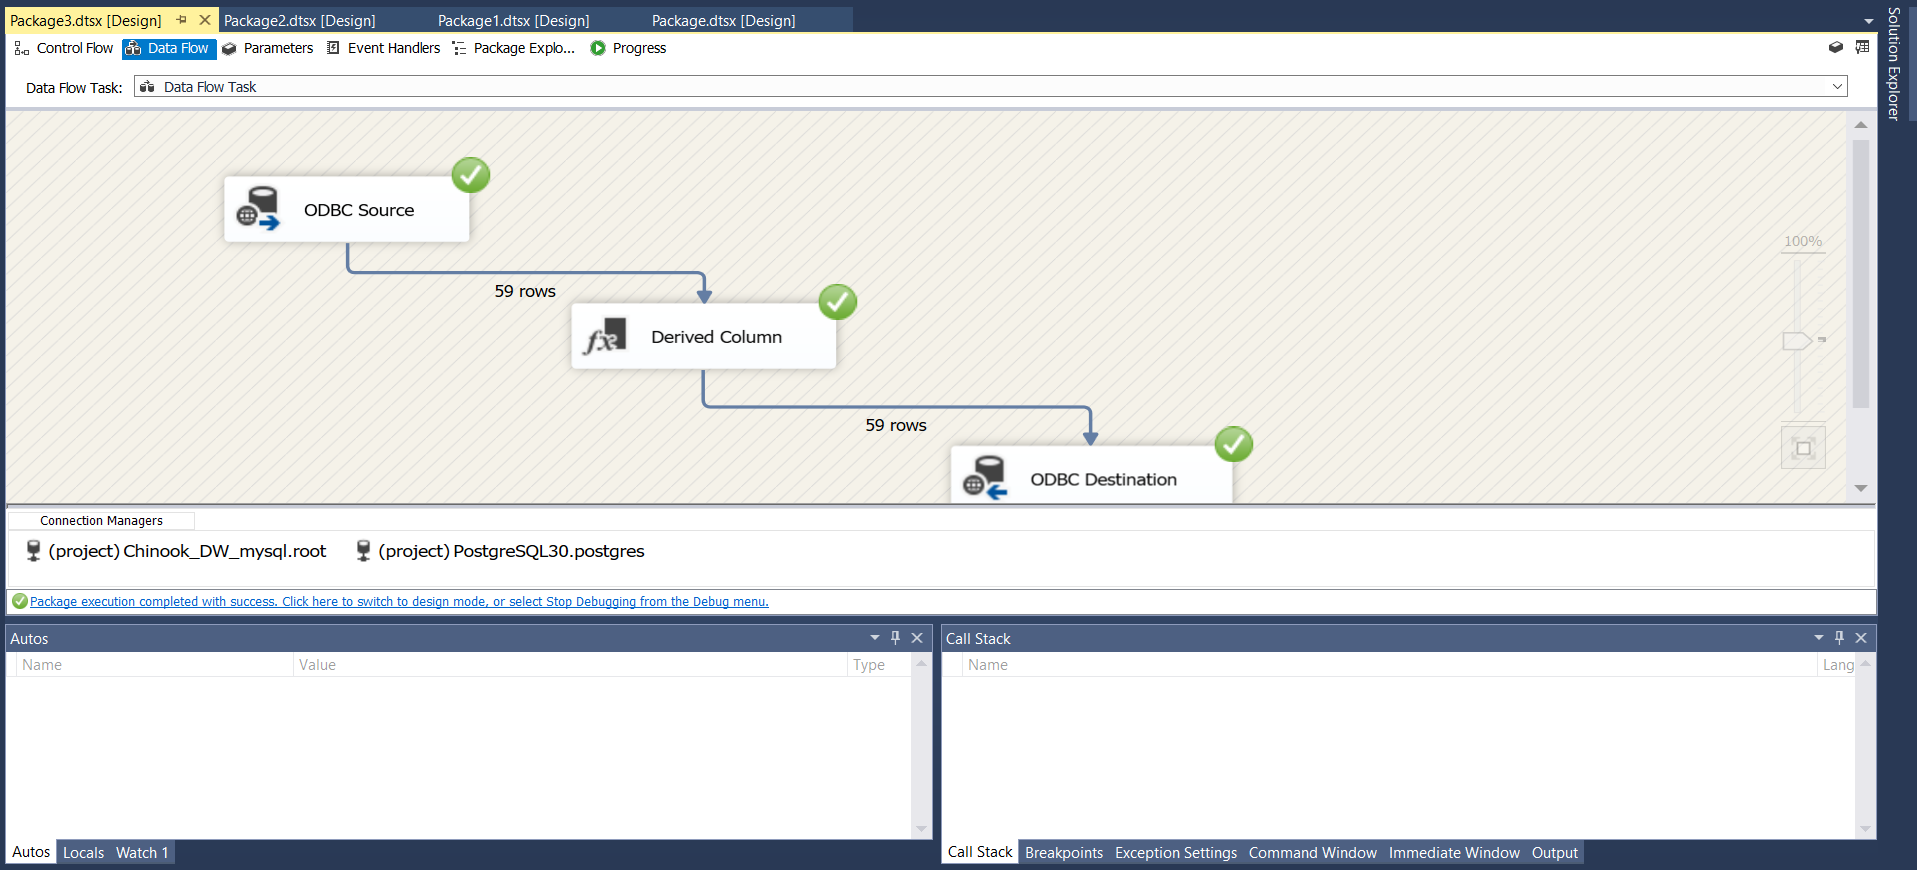 Package3.dtsx [Design] Package2.dtsx [Design] Package1.dtsx [Design] Package.dtsx [Design]
Control Flow Data Flow Parameters Event Handlers Package Explo... Progress
Data Flow Task: Data Flow Task
Solution Explorer
ODBC Source
100%
59 rows
Derived Column
59 rows
ODBC Destination
Connection Managers
(project) Chinook_DW_mysql.root (project) PostgreSQL30.postgres
Package execution completed with success. Click here to switch to design mode, or select Stop Debugging from the Debug menu.
Autos
Name Value Type
Autos Locals Watch 1
Call Stack
Name Lang
Call Stack Breakpoints Exception Settings Command Window Immediate Window Output